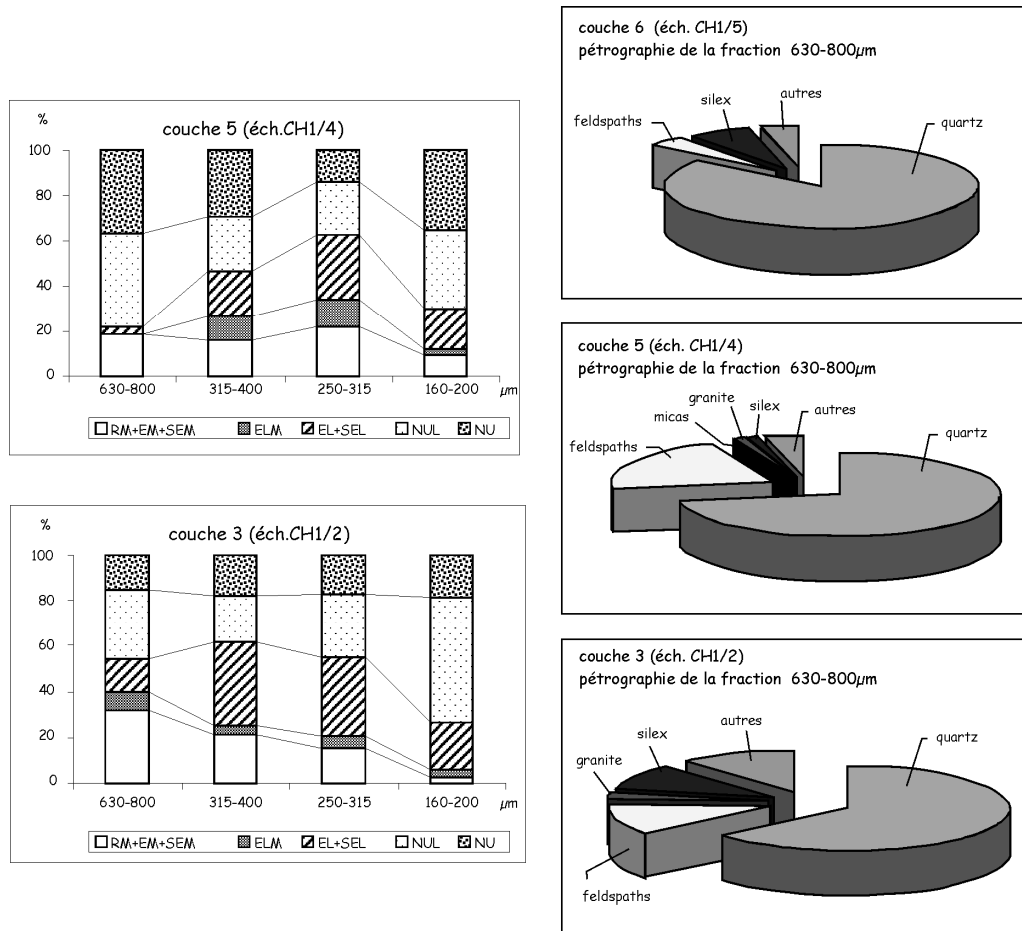 %
couche 5 (éch.CH1/4)
100
80
60
40
20
0
630-800 315-400 250-315 160-200 µm
RM+EM+SEM ELM EL+SEL NUL NU
%
couche 3 (éch.CH1/2)
100
80
60
40
20
0
630-800 315-400 250-315 160-200 µm
RM+EM+SEM ELM EL+SEL NUL NU
couche 6 (éch. CH1/5)
pétrographie de la fraction 630-800µm
feldspaths
silex
autres
quartz
couche 5 (éch. CH1/4)
pétrographie de la fraction 630-800µm
feldspaths
micas
granite
silex
autres
quartz
couche 3 (éch. CH1/2)
pétrographie de la fraction 630-800µm
feldspaths
granite
silex
autres
quartz